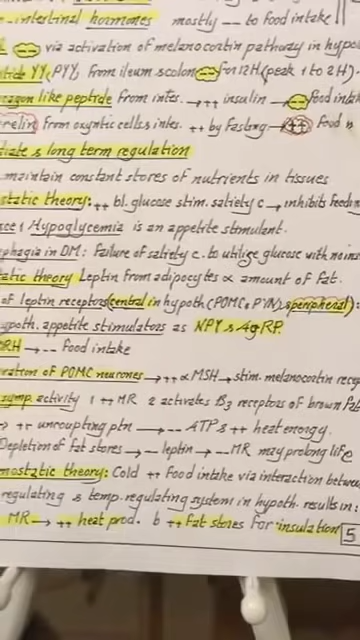 intestinal hormones mostly -- to food intake
-- via activation of melanocortin pathway in hypo
tide YY, PYY, from ileum & colon -- for 12H (peak 1 to 2H).
cagon like peptide from intes. → ++ insulin → -- food intak
relin from oxyntic cells & intes. ++ by fasting → ++ food
diate & long term regulation
maintain constant stores of nutrients in tissues
static theory: ++ bl. glucose stim. satiety c → inhibits feedin
Hypoglycemia is an appetite stimulant.
phagia in DM: Failure of satiety c. to utilize glucose with no
atic theory Leptin from adipocytes ∝ amount of fat.
of leptin receptors (central in hypoth (POMC & PVN) & peripheral):
ypoth. appetite stimulators as NPY & AgRP.
RH → -- food intake
vation of POMC neurones → ++ αMSH → stim. melanocortin recep
symp. activity 1 ++ MR 2 activates B3 receptors of brown fat
++ uncoupling ptn → -- ATP & ++ heat energy.
Depletion of fat stores → -- leptin → -- MR may prolong life
mostatic theory: Cold ++ food intake via interaction between
regulating & temp. regulating system in hypoth. results in:
MR → ++ heat prod. b ++ fat stores for insulation
5